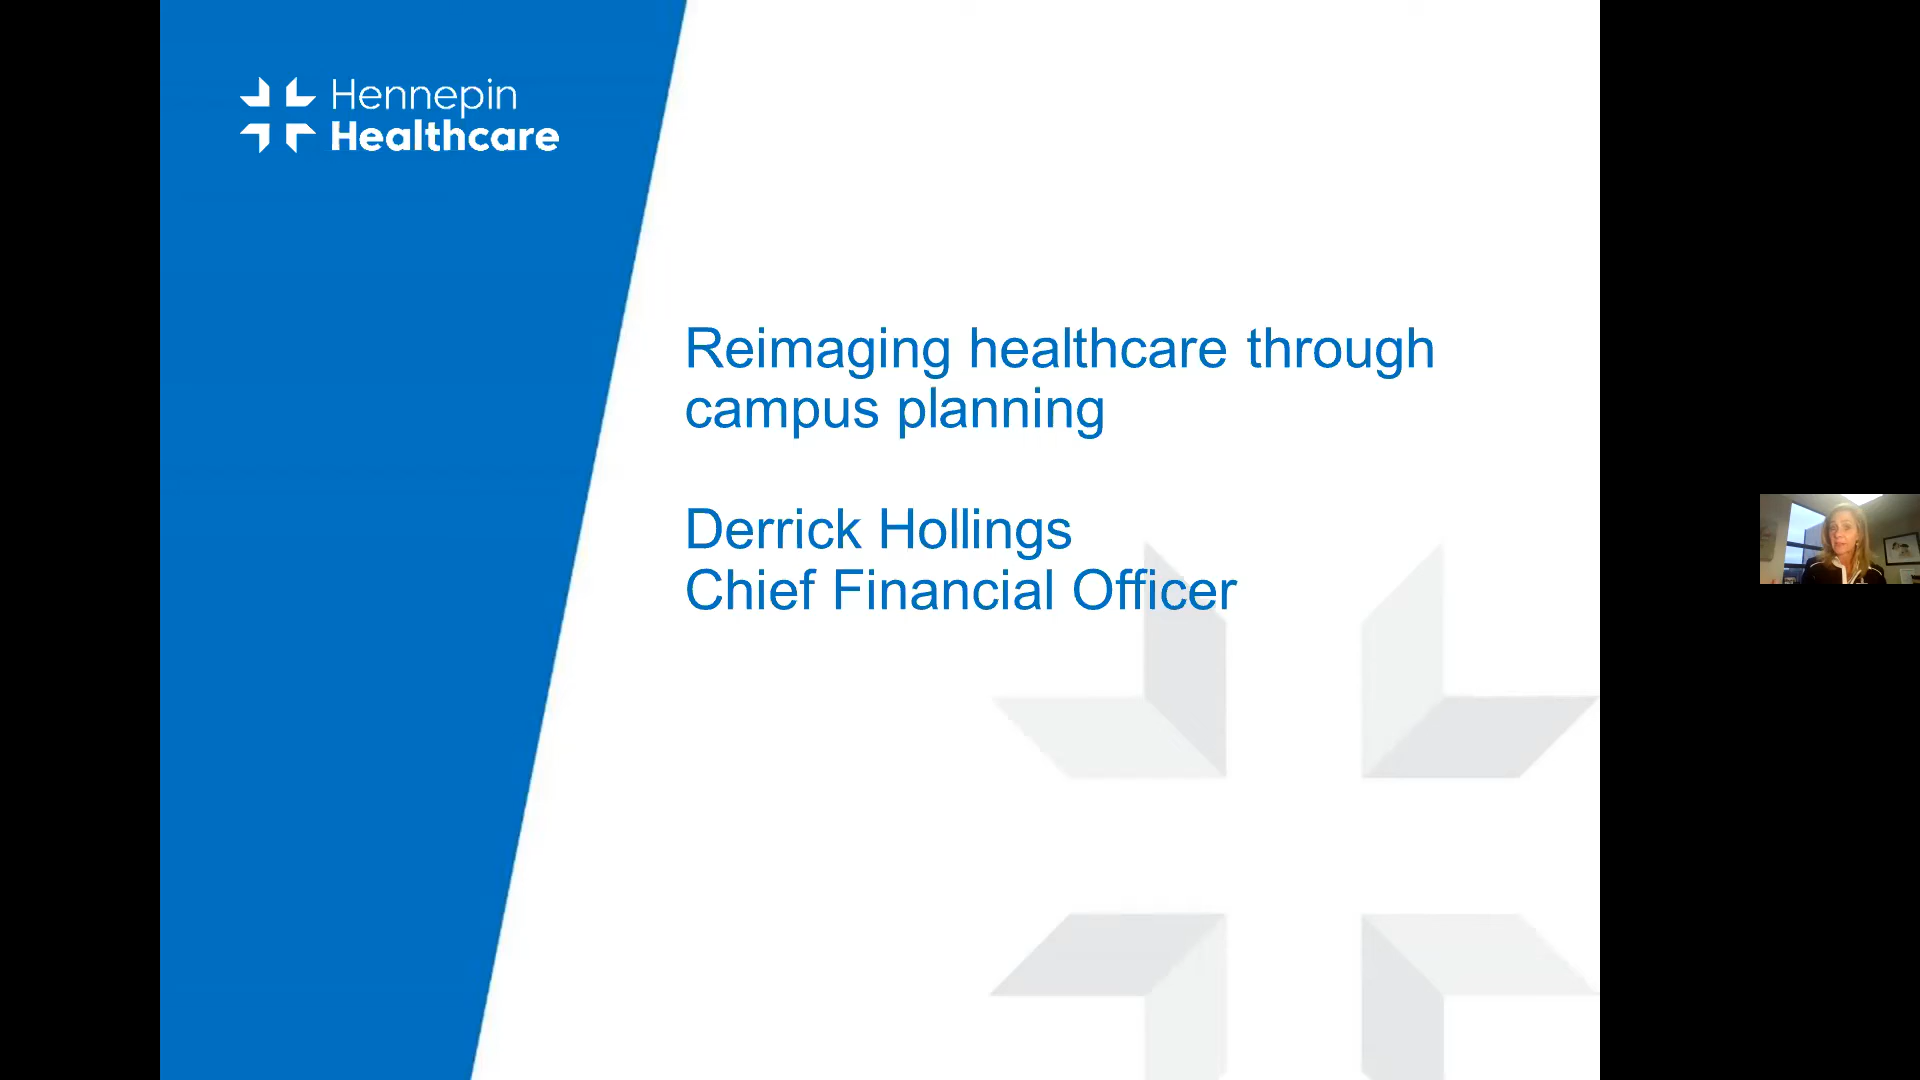 Hennepin
Healthcare
Reimaging healthcare through
campus planning
Derrick Hollings
Chief Financial Officer